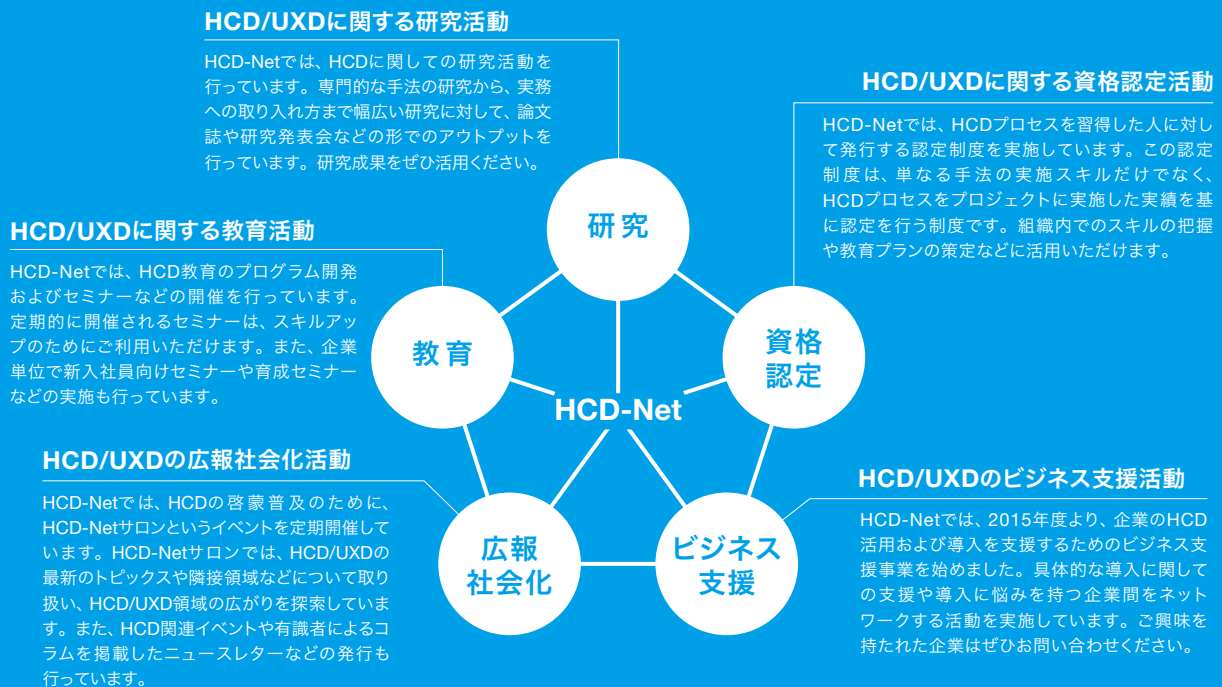 HCD/UXDに関する研究活動
HCD-Netでは、HCDに関しての研究活動を
行っています。専門的な手法の研究から、実務
への取り入れ方まで幅広い研究に対して、論文
誌や研究発表会などの形でのアウトプットを
行っています。研究成果をぜひ活用ください。
HCD/UXDに関する資格認定活動
HCD-Netでは、HCDプロセスを習得した人に対し
て発行する認定制度を実施しています。この認定
制度は、単なる手法の実施スキルだけでなく、
HCDプロセスをプロジェクトに実施した実績を基
に認定を行う制度です。組織内でのスキルの把握
や教育プランの策定などに活用いただけます。
HCD/UXDに関する教育活動
HCD-Netでは、HCD教育のプログラム開発
およびセミナーなどの開催を行っています。
定期的に開催されるセミナーは、スキルアッ
プのためにご利用いただけます。また、企業
単位で新入社員向けセミナーや育成セミナー
などの実施も行っています。
研究
教育
資格
認定
HCD-Net
広報
社会化
ビジネス
支援
HCD/UXDの広報社会化活動
HCD-Netでは、HCDの啓蒙普及のために、
HCD-Netサロンというイベントを定期開催して
います。HCD-Netサロンでは、HCD/UXDの
最新のトピックスや隣接領域などについて取り
扱い、HCD/UXD領域の広がりを探索していま
す。また、HCD関連イベントや有識者によるコ
ラムを掲載したニュースレターなどの発行も
行っています。
HCD/UXDのビジネス支援活動
HCD-Netでは、2015年度より、企業のHCD
活用および導入を支援するためのビジネス支
援事業を始めました。具体的な導入に関して
の支援や導入に悩みを持つ企業間をネット
ワークする活動を実施しています。ご興味を
持たれた企業はぜひお問い合わせください。